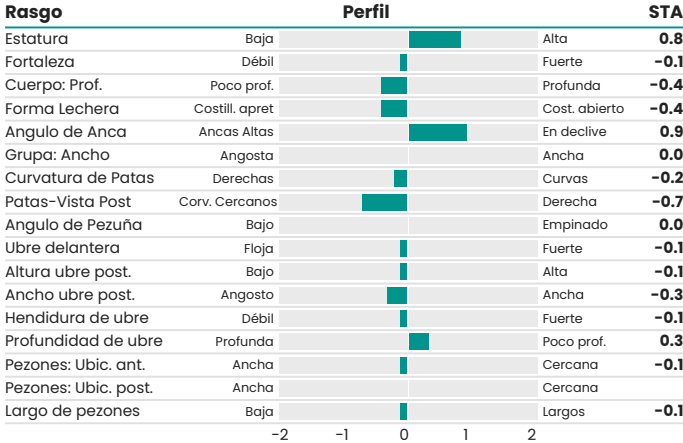 Rasgo Perfil STA
Estatura Baja Alta 0.8
Fortaleza Débil Fuerte -0.1
Cuerpo: Prof. Poco prof. Profunda -0.4
Forma Lechera Costill. apret Cost. abierto -0.4
Angulo de Anca Ancas Altas En declive 0.9
Grupa: Ancho Angosta Ancha 0.0
Curvatura de Patas Derechas Curvas -0.2
Patas-Vista Post Corv. Cercanos Derecha -0.7
Angulo de Pezuña Bajo Empinado 0.0
Ubre delantera Floja Fuerte -0.1
Altura ubre post. Bajo Alta -0.1
Ancho ubre post. Angosto Ancha -0.3
Hendidura de ubre Débil Fuerte -0.1
Profundidad de ubre Profunda Poco prof. 0.3
Pezones: Ubic. ant. Ancha Cercana -0.1
Pezones: Ubic. post. Ancha Cercana
Largo de pezones Baja Largos -0.1
-2 -1 0 1 2